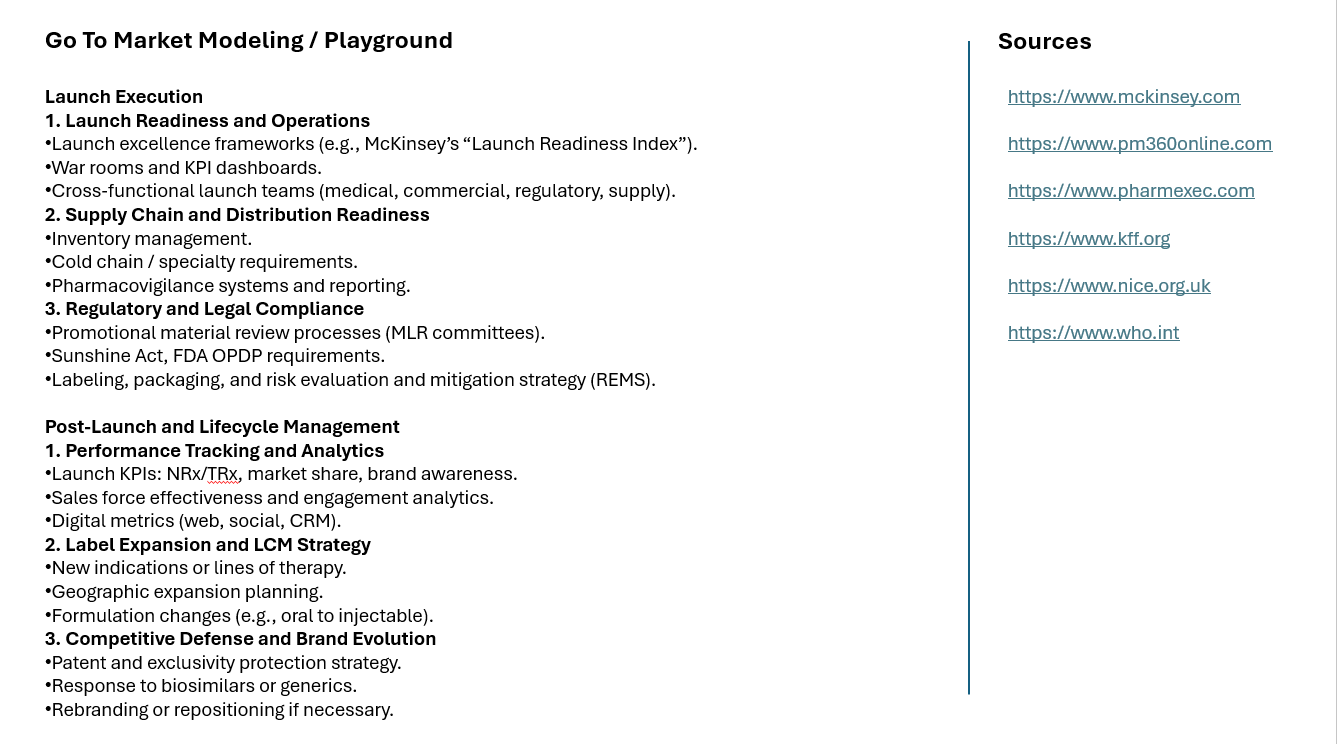 Go To Market Modeling / Playground
Launch Execution
1. Launch Readiness and Operations
•Launch excellence frameworks (e.g., McKinsey’s “Launch Readiness Index”).
•War rooms and KPI dashboards.
•Cross-functional launch teams (medical, commercial, regulatory, supply).
2. Supply Chain and Distribution Readiness
•Inventory management.
•Cold chain / specialty requirements.
•Pharmacovigilance systems and reporting.
3. Regulatory and Legal Compliance
•Promotional material review processes (MLR committees).
•Sunshine Act, FDA OPDP requirements.
•Labeling, packaging, and risk evaluation and mitigation strategy (REMS).
Post-Launch and Lifecycle Management
1. Performance Tracking and Analytics
•Launch KPIs: NRx/TRx, market share, brand awareness.
•Sales force effectiveness and engagement analytics.
•Digital metrics (web, social, CRM).
2. Label Expansion and LCM Strategy
•New indications or lines of therapy.
•Geographic expansion planning.
•Formulation changes (e.g., oral to injectable).
3. Competitive Defense and Brand Evolution
•Patent and exclusivity protection strategy.
•Response to biosimilars or generics.
•Rebranding or repositioning if necessary.
Sources
https://www.mckinsey.com
https://www.pm360online.com
https://www.pharmexec.com
https://www.kff.org
https://www.nice.org.uk
https://www.who.int